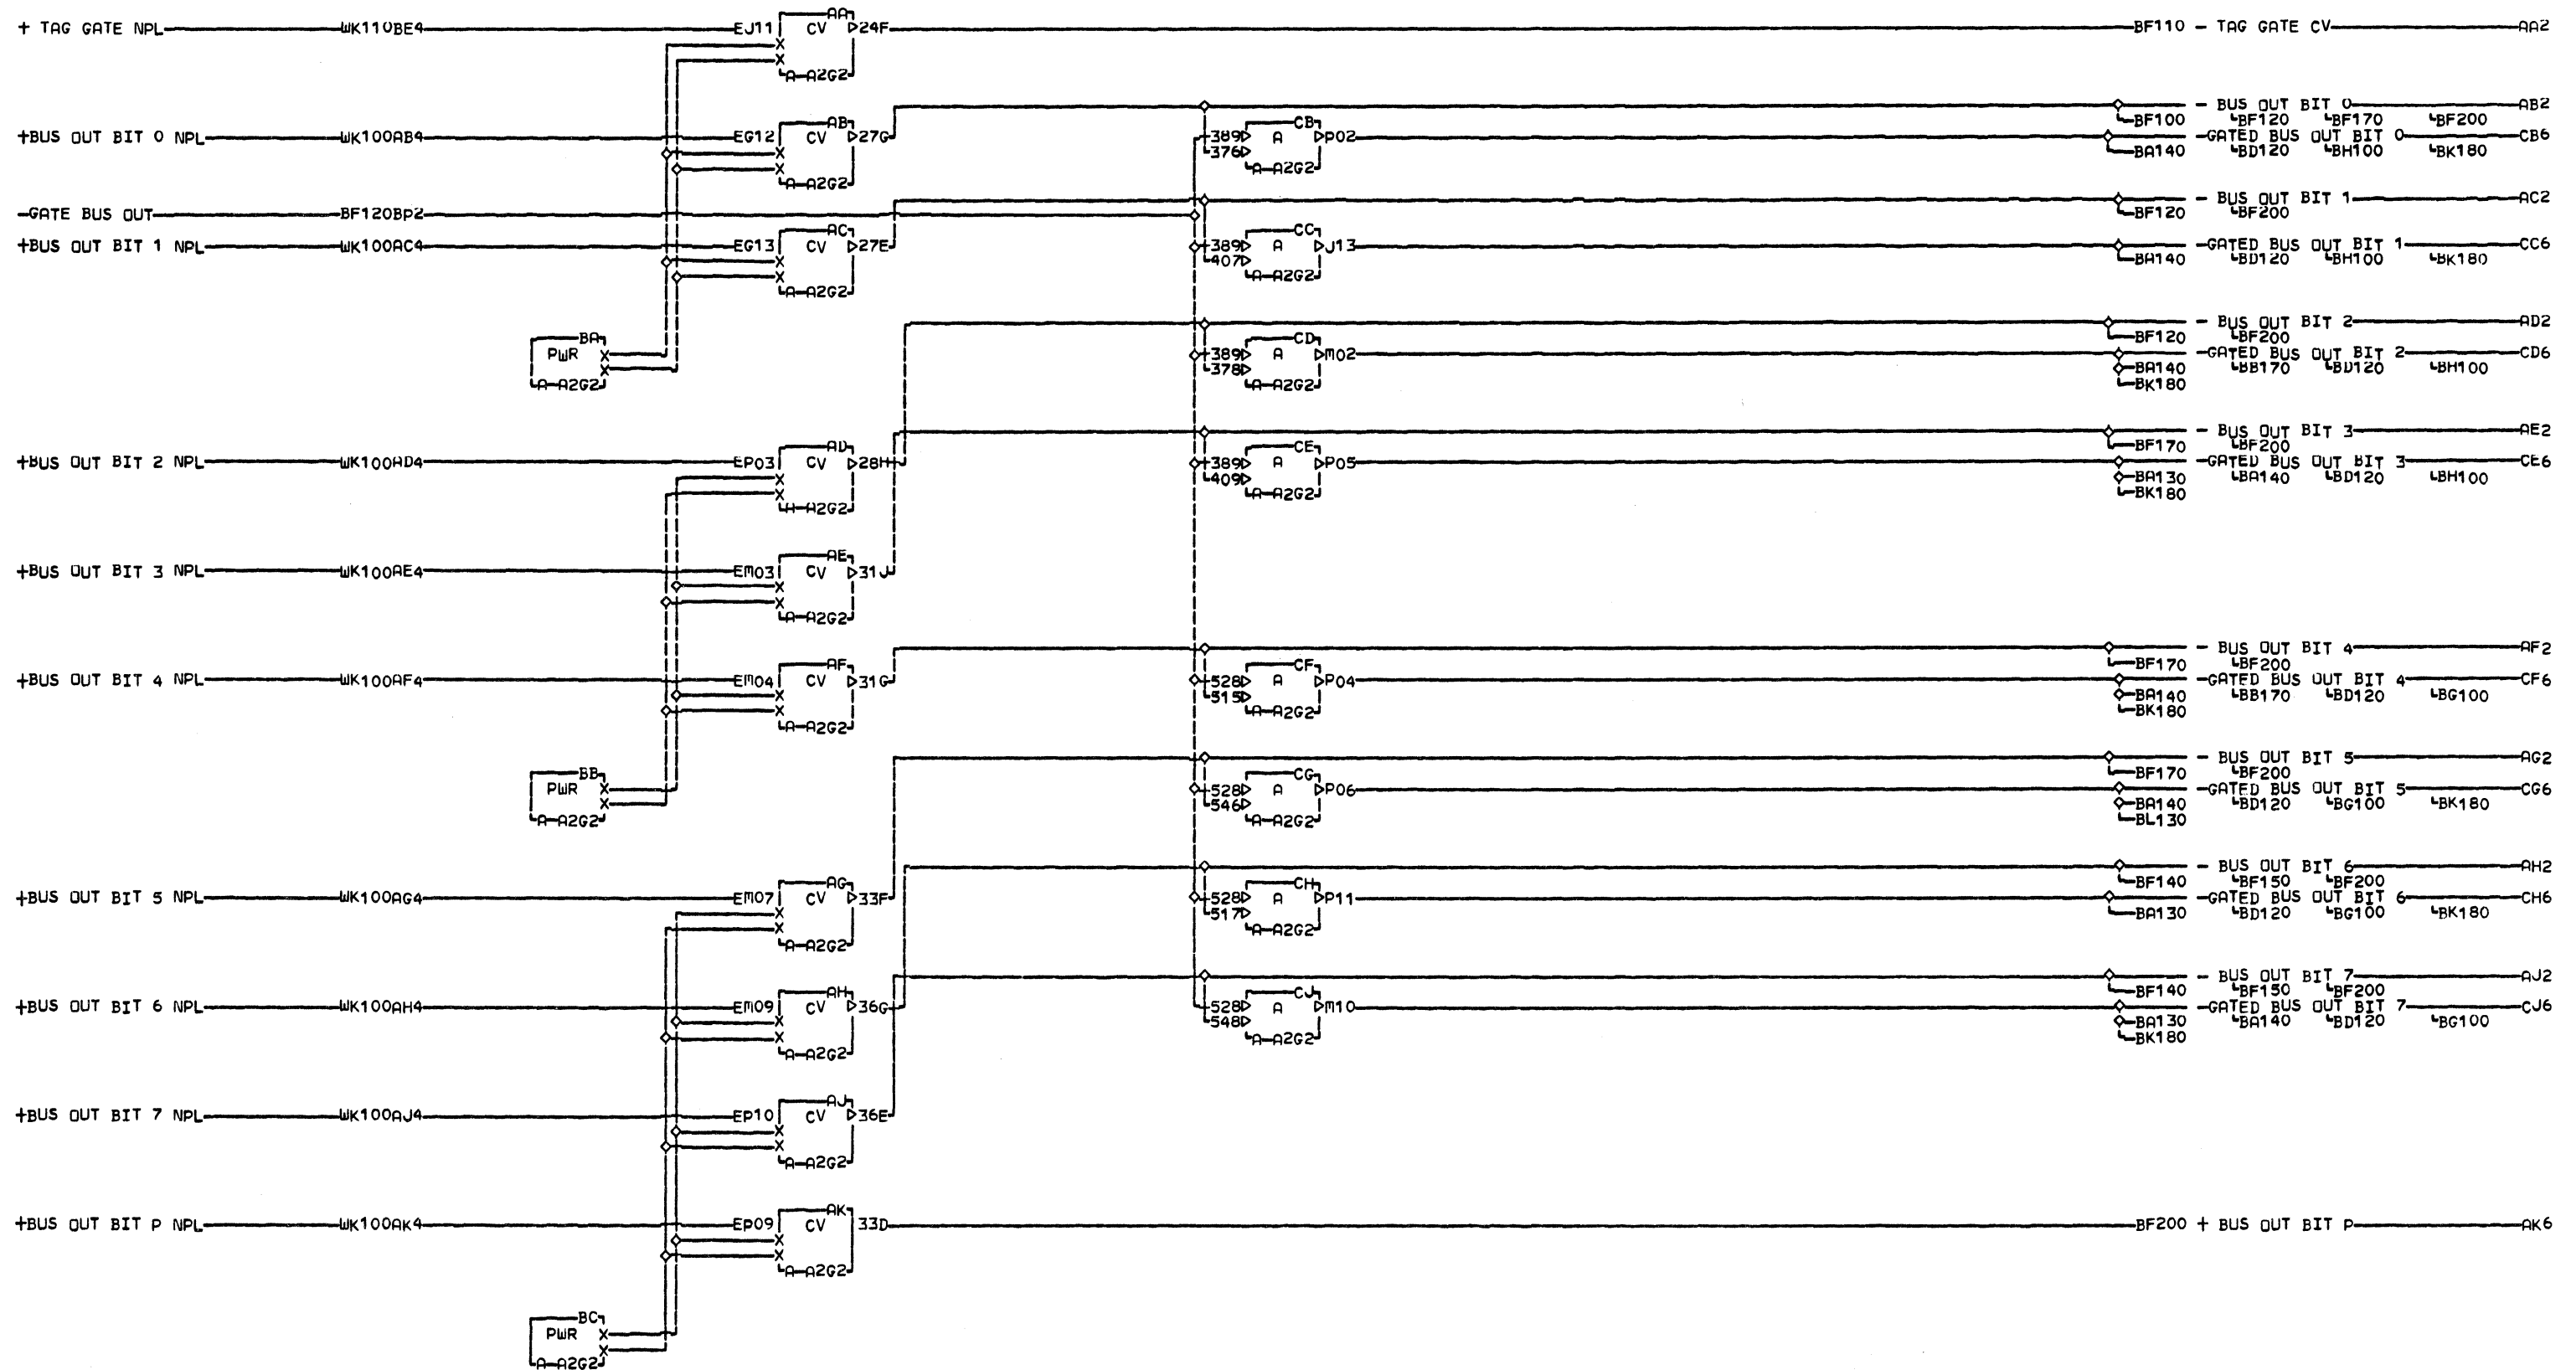 AA
+ TAG GATE NPL WK110BE4 EJ11 CV 24F BF110 - TAG GATE CV AA2
X
X
A-A2G2
- BUS OUT BIT 0 AB2
BF100 BF120 BF170 BF200
AB CB
+BUS OUT BIT 0 NPL WK100AB4 EG12 CV 27G 389 A P02 -GATED BUS OUT BIT 0 CB6
X 376 BA140 BD120 BH100 BK180
X
A-A2G2 A-A2G2
- BUS OUT BIT 1 AC2
-GATE BUS OUT BF120BP2 BF120 BF200
AC CC
+BUS OUT BIT 1 NPL WK100AC4 EG13 CV 27E 389 A J13 -GATED BUS OUT BIT 1 CC6
X 407 BA140 BD120 BH100 BK180
X
A-A2G2 A-A2G2
- BUS OUT BIT 2 AD2
BF120 BF200
BA CD
PWR X 389 A M02 -GATED BUS OUT BIT 2 CD6
X 378 BA140 BB170 BD120 BH100
A-A2G2 A-A2G2 BK180
- BUS OUT BIT 3 AE2
BF170 BF200
AD CE
+BUS OUT BIT 2 NPL WK100AD4 EP03 CV 28H 389 A P05 -GATED BUS OUT BIT 3 CE6
X 409 BA130 BA140 BD120 BH100
X BK180
A-A2G2 A-A2G2
AE
+BUS OUT BIT 3 NPL WK100AE4 EM03 CV 31J
X
X
A-A2G2
- BUS OUT BIT 4 AF2
BF170 BF200
AF CF
+BUS OUT BIT 4 NPL WK100AF4 EM04 CV 31G 528 A P04 -GATED BUS OUT BIT 4 CF6
X 515 BA140 BB170 BD120 BG100
X BK180
A-A2G2 A-A2G2
- BUS OUT BIT 5 AG2
BF170 BF200
BB CG
PWR X 528 A P06 -GATED BUS OUT BIT 5 CG6
X 546 BA140 BD120 BG100 BK180
A-A2G2 A-A2G2 BL130
- BUS OUT BIT 6 AH2
BF140 BF150 BF200
AG CH
+BUS OUT BIT 5 NPL WK100AG4 EM07 CV 33F 528 A P11 -GATED BUS OUT BIT 6 CH6
X 517 BA130 BD120 BG100 BK180
X
A-A2G2 A-A2G2
- BUS OUT BIT 7 AJ2
BF140 BF150 BF200
AH CJ
+BUS OUT BIT 6 NPL WK100AH4 EM09 CV 36G 528 A M10 -GATED BUS OUT BIT 7 CJ6
X 548 BA130 BA140 BD120 BG100
X BK180
A-A2G2 A-A2G2
AJ
+BUS OUT BIT 7 NPL WK100AJ4 EP10 CV 36E
X
X
A-A2G2
AK
+BUS OUT BIT P NPL WK100AK4 EP09 CV 33D BF200 + BUS OUT BIT P AK6
X
X
A-A2G2
BC
PWR X
X
A-A2G2